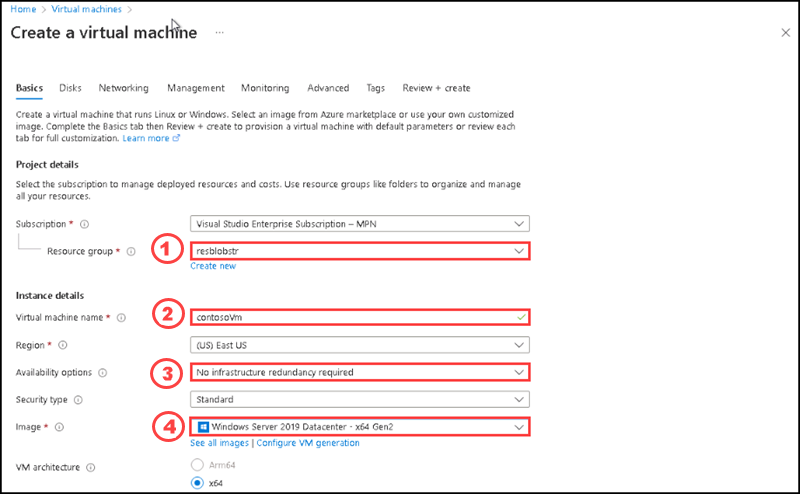 Home > Virtual machines >
Create a virtual machine ...
Basics Disks Networking Management Monitoring Advanced Tags Review + create
Create a virtual machine that runs Linux or Windows. Select an image from Azure marketplace or use your own customized
image. Complete the Basics tab then Review + create to provision a virtual machine with default parameters or review each
tab for full customization. Learn more
Project details
Select the subscription to manage deployed resources and costs. Use resource groups like folders to organize and manage
all your resources.
Subscription * Visual Studio Enterprise Subscription – MPN
Resource group * 1 resblobstr
Create new
Instance details
Virtual machine name * 2 contosoVm
Region * (US) East US
Availability options 3 No infrastructure redundancy required
Security type Standard
Image * 4 Windows Server 2019 Datacenter - x64 Gen2
See all images | Configure VM generation
VM architecture Arm64
x64